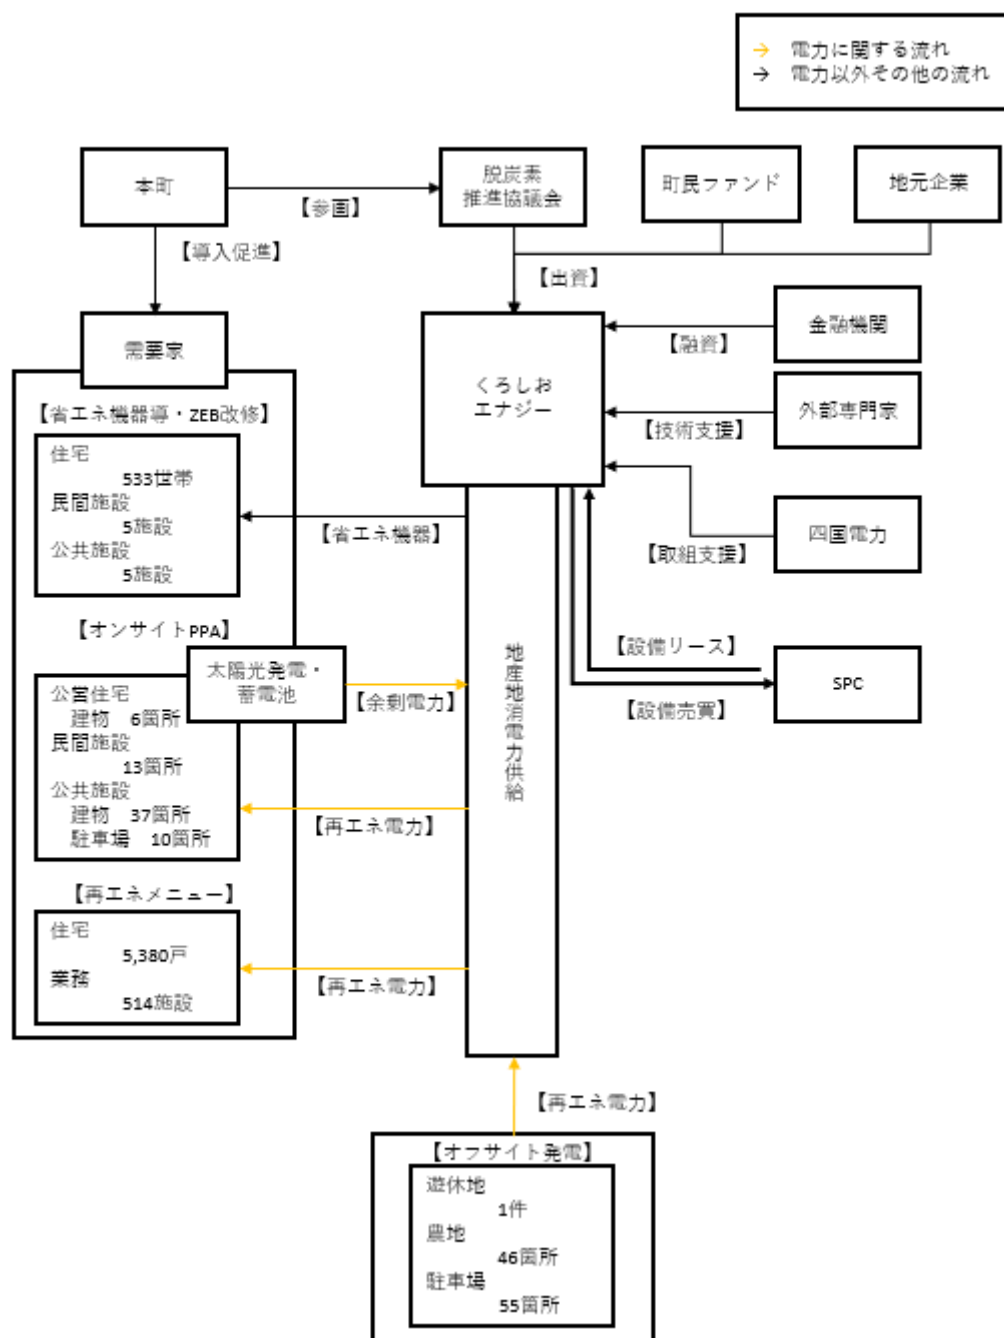 → 電力に関する流れ
→ 電力以外その他の流れ
本町
【参画】
脱炭素
推進協議会
町民ファンド
地元企業
【導入促進】
【出資】
需要家
くろしお
エナジー
【融資】
金融機関
【技術支援】
外部専門家
【取組支援】
四国電力
【省エネ機器導・ZEB改修】
住宅
533世帯
民間施設
5施設
公共施設
5施設
【省エネ機器】
【オンサイトPPA】
太陽光発電・
蓄電池
【余剰電力】
公営住宅
建物 6箇所
民間施設
13箇所
公共施設
建物 37箇所
駐車場 10箇所
【再エネ電力】
地産地消電力供給
【設備リース】
【設備売買】
SPC
【再エネメニュー】
住宅
5,380戸
業務
514施設
【再エネ電力】
【再エネ電力】
【オフサイト発電】
遊休地
1件
農地
46箇所
駐車場
55箇所